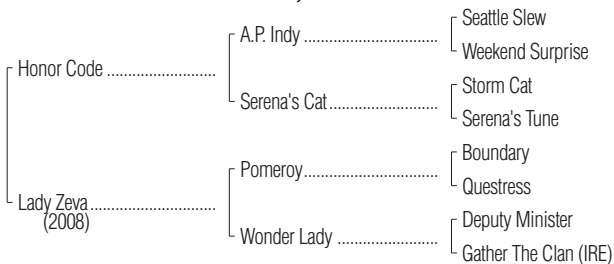 Seattle Slew
A.P. Indy ..................................
Weekend Surprise
Honor Code ...........................
Storm Cat
Serena's Cat...........................
Serena's Tune
Boundary
Pomeroy..................................
Questress
Lady Zeva...............................
(2008)
Deputy Minister
Wonder Lady .........................
Gather The Clan (IRE)